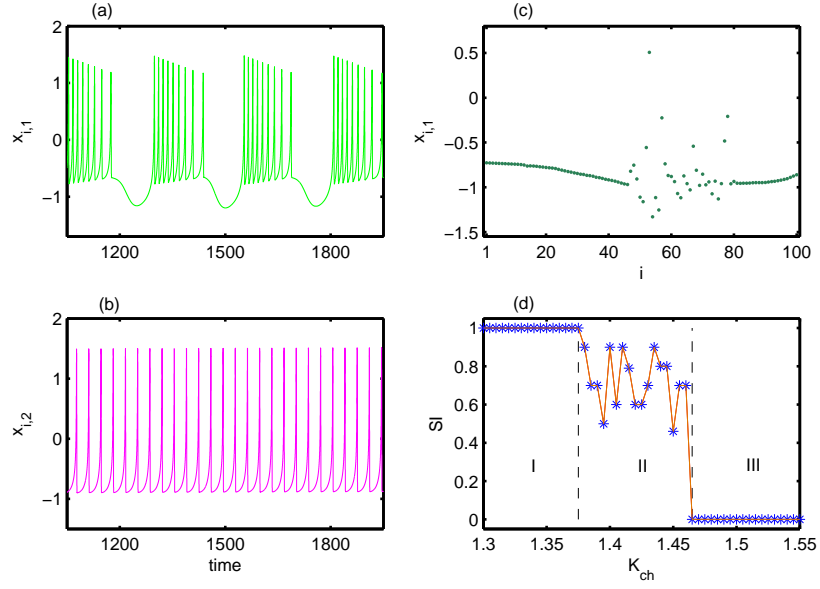 (a)
2
1
0
−1
x_{i,1}
1200
1500
1800
(c)
0.5
0
−0.5
−1.0
−1.5
x_{i,1}
1
20
40
60
80
100
i
(b)
2
1
0
−1
x_{i,2}
1200
1500
1800
time
(d)
1
0.8
0.6
0.4
0.2
0
SI
I
II
III
1.3
1.35
1.4
1.45
1.5
1.55
K_{ch}